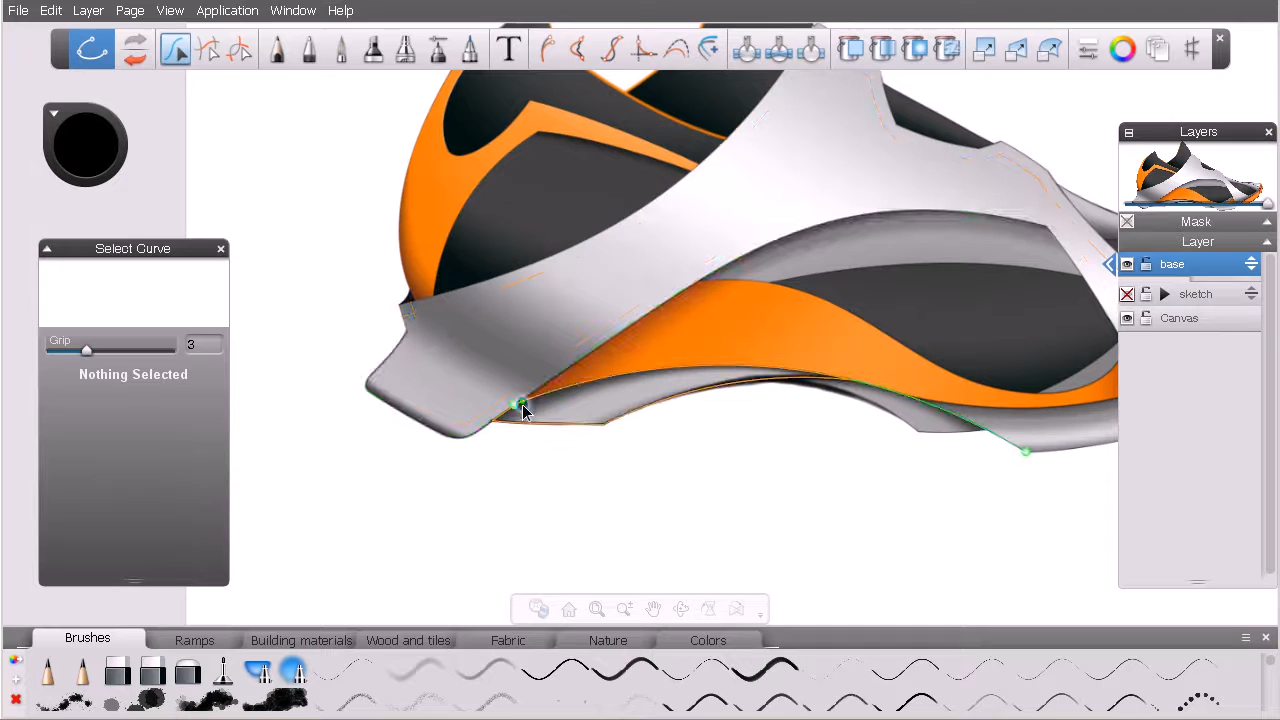 File Edit Layer Page View Application Window Help
T
Select Curve
Grip 3
Nothing Selected
Layers
Mask
Layer
base
sketch
Canvas
Brushes Ramps Building materials Wood and tiles Fabric Nature Colors